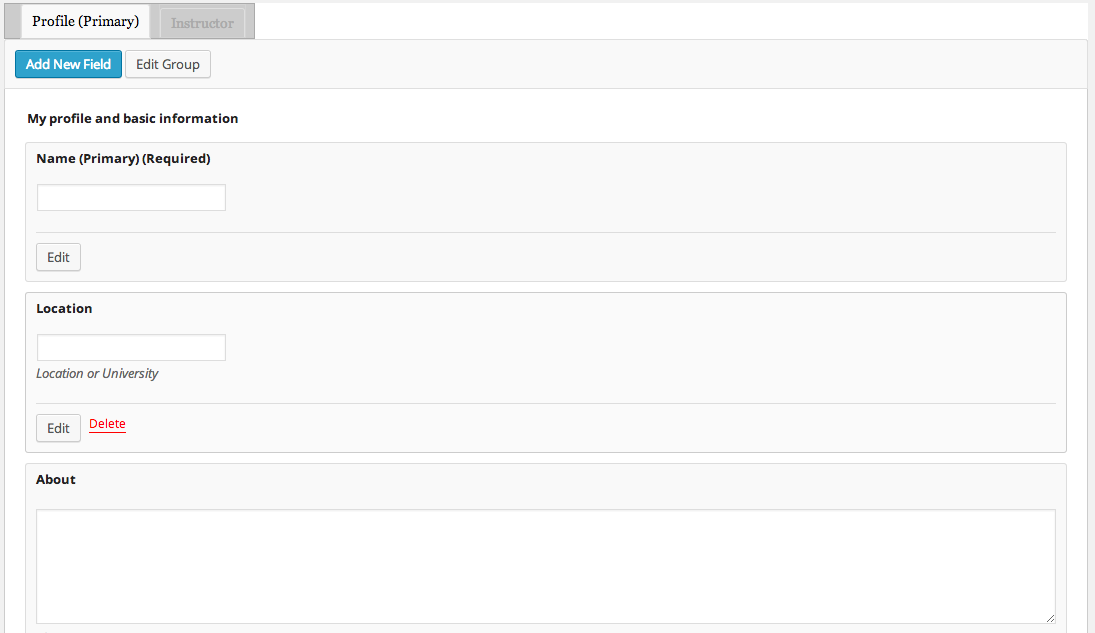 Profile (Primary) Instructor
Add New Field Edit Group
My profile and basic information
Name (Primary) (Required)
Edit
Location
Location or University
Edit Delete
About